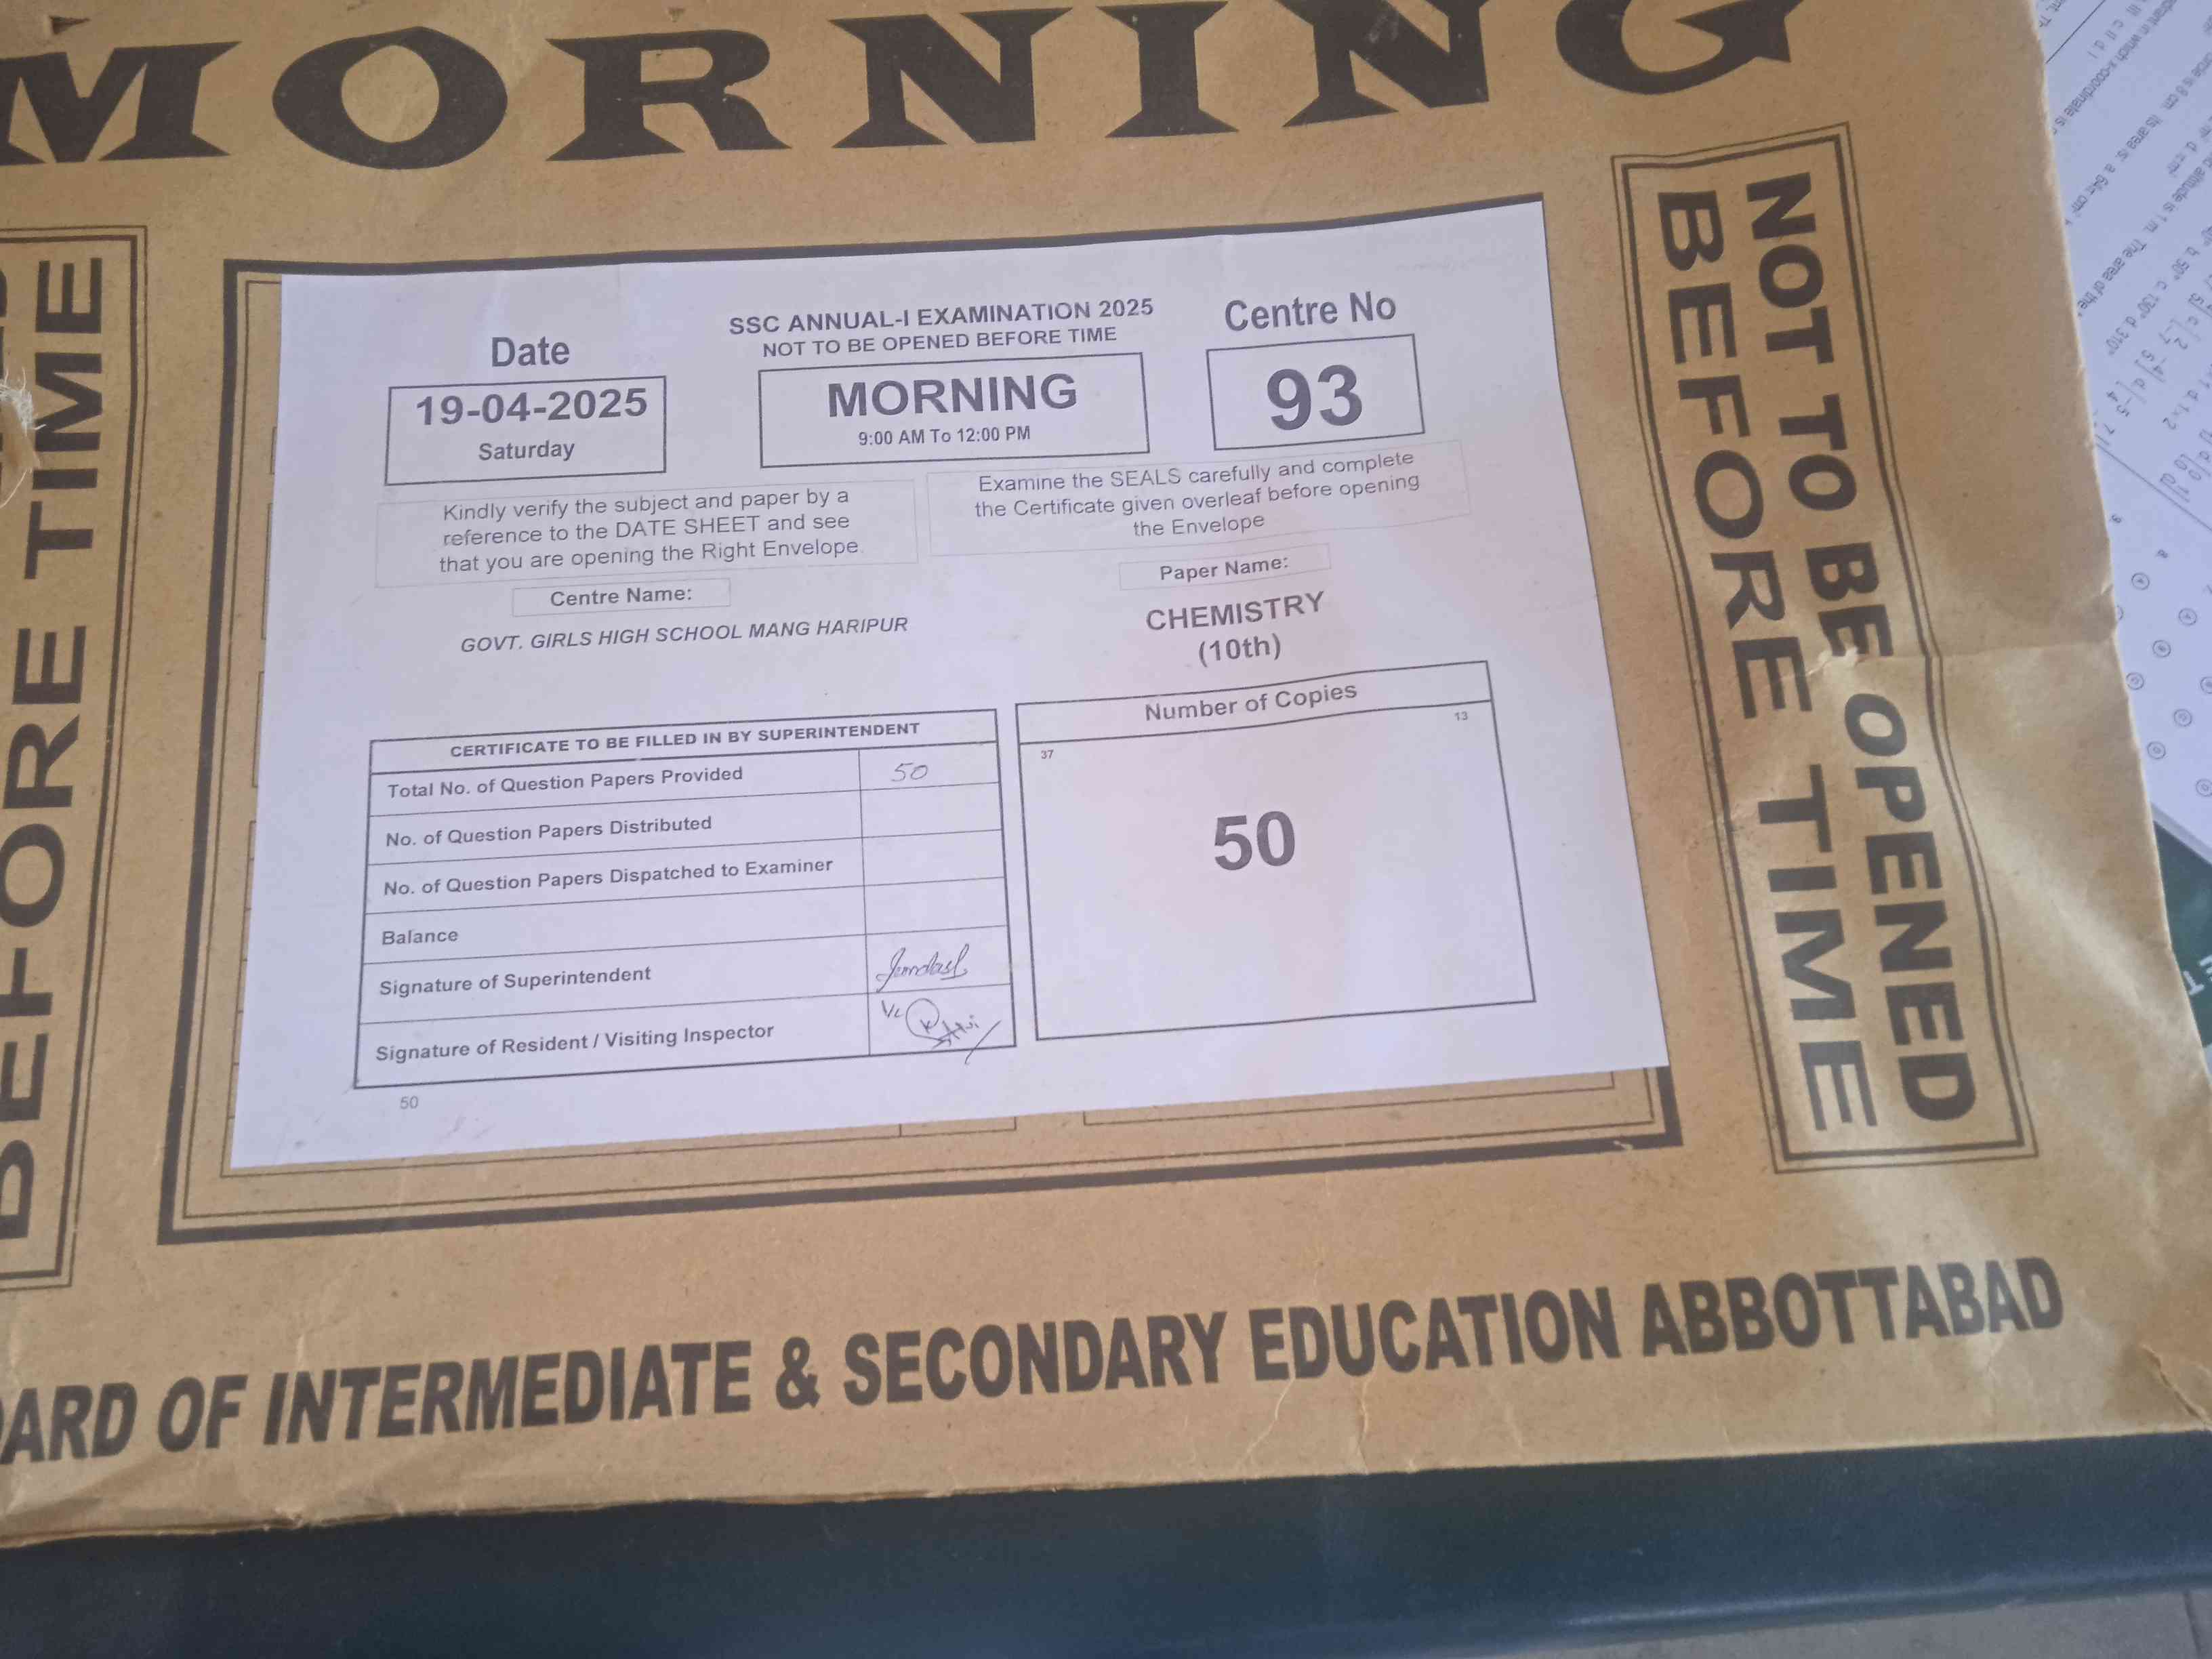 MORNING
BEFORE TIME
NOT TO BE OPENED
BEFORE TIME
SSC ANNUAL-I EXAMINATION 2025
NOT TO BE OPENED BEFORE TIME
Date
19-04-2025
Saturday
MORNING
9:00 AM To 12:00 PM
Centre No
93
Kindly verify the subject and paper by a
reference to the DATE SHEET and see
that you are opening the Right Envelope
Examine the SEALS carefully and complete
the Certificate given overleaf before opening
the Envelope
Centre Name:
GOVT. GIRLS HIGH SCHOOL MANG HARIPUR
Paper Name:
CHEMISTRY
(10th)
CERTIFICATE TO BE FILLED IN BY SUPERINTENDENT
Total No. of Question Papers Provided 50
No. of Question Papers Distributed
No. of Question Papers Dispatched to Examiner
Balance
Signature of Superintendent
Signature of Resident / Visiting Inspector
50
Number of Copies
37
13
50
ARD OF INTERMEDIATE & SECONDARY EDUCATION ABBOTTABAD